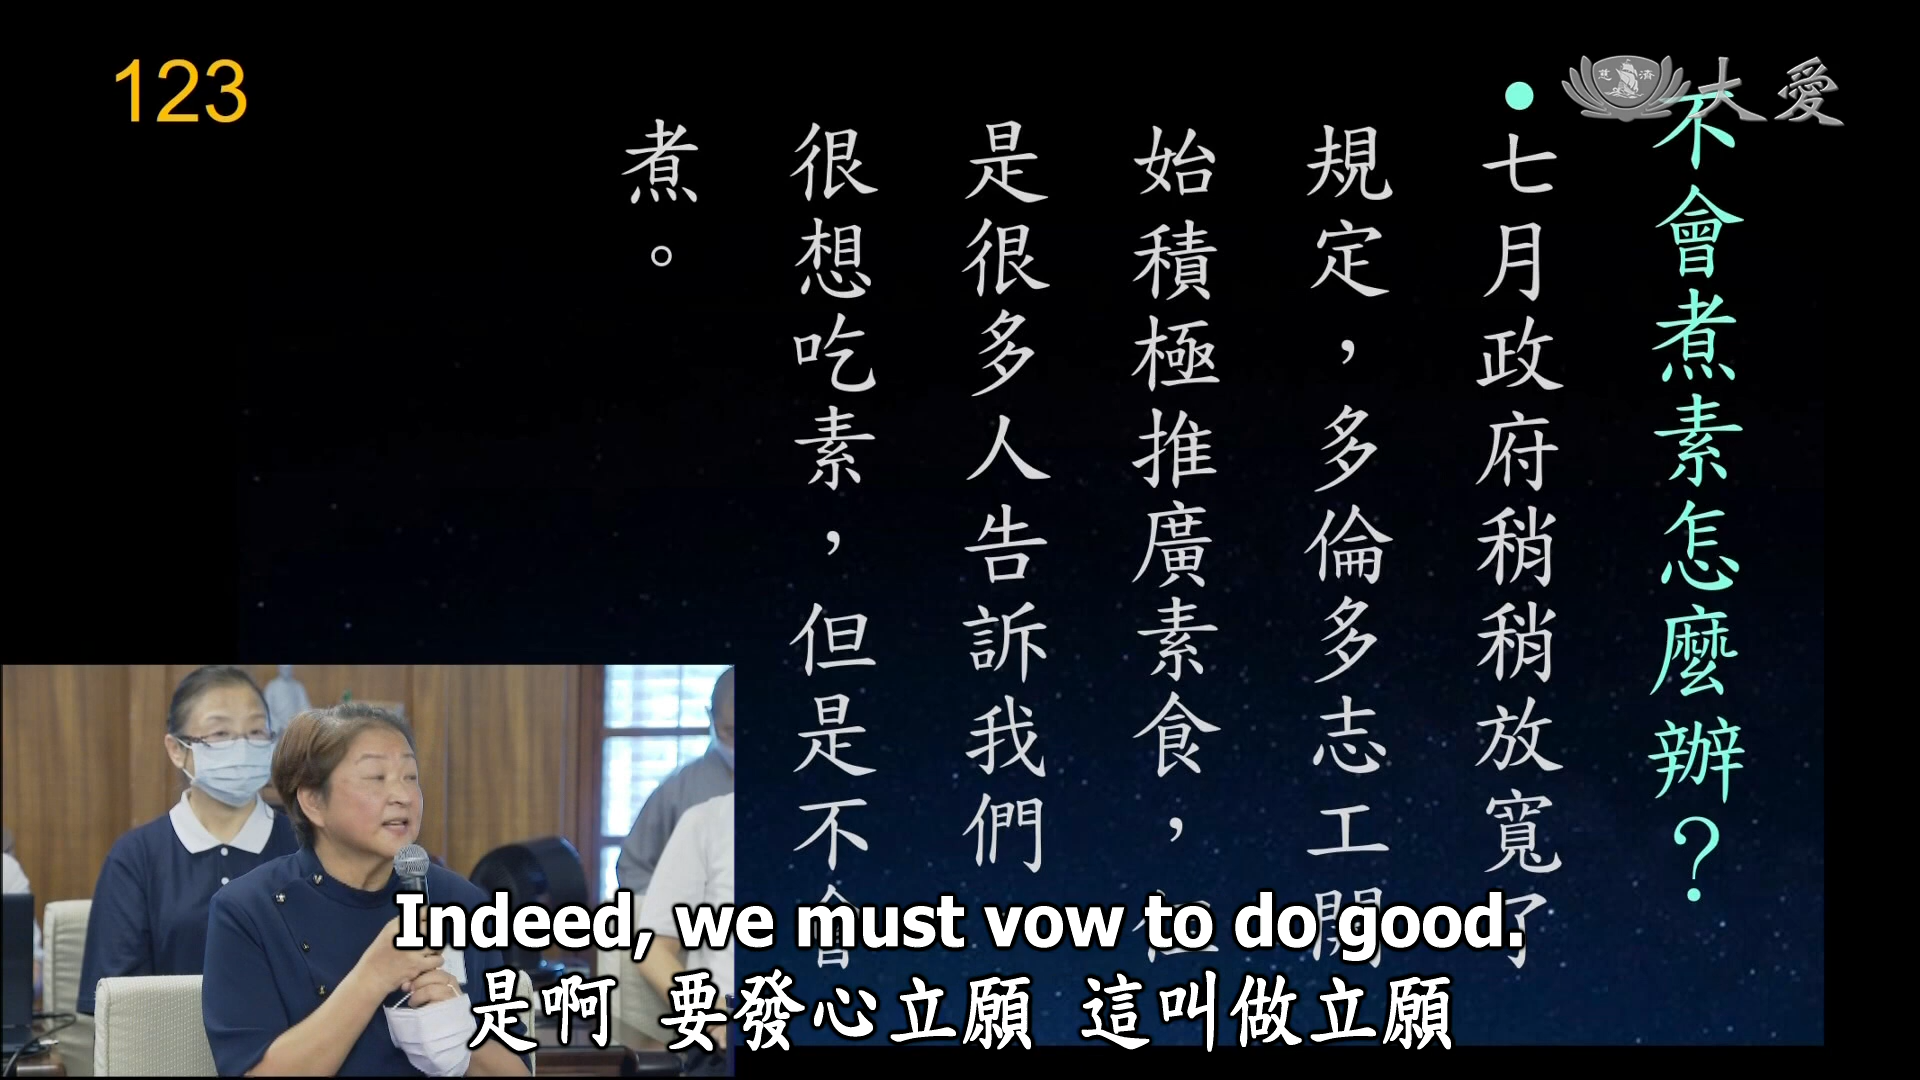 123
慈濟
大愛
不會煮素怎麼辦？
•七月政府稍稍放寬了
規定，多倫多志工開
始積極推廣素食，但
是很多人告訴我們
很想吃素，但是不會
煮。
Indeed, we must vow to do good.
是啊 要發心立願 這叫做立願